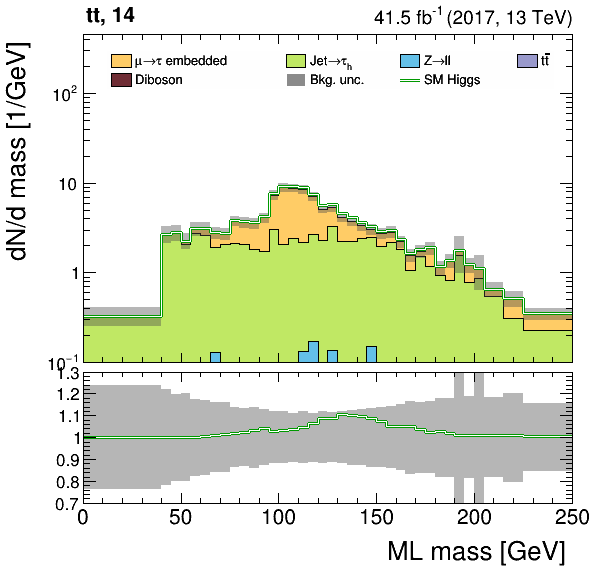 tt, 14
41.5 fb⁻¹ (2017, 13 TeV)
μ→τ embedded
Jet→τₕ
Z→ll
tt̄
Diboson
Bkg. unc.
SM Higgs
dN/d mass [1/GeV]
10²
10
1
10⁻¹
1.3
1.2
1.1
1
0.9
0.8
0.7
0 50 100 150 200 250
ML mass [GeV]